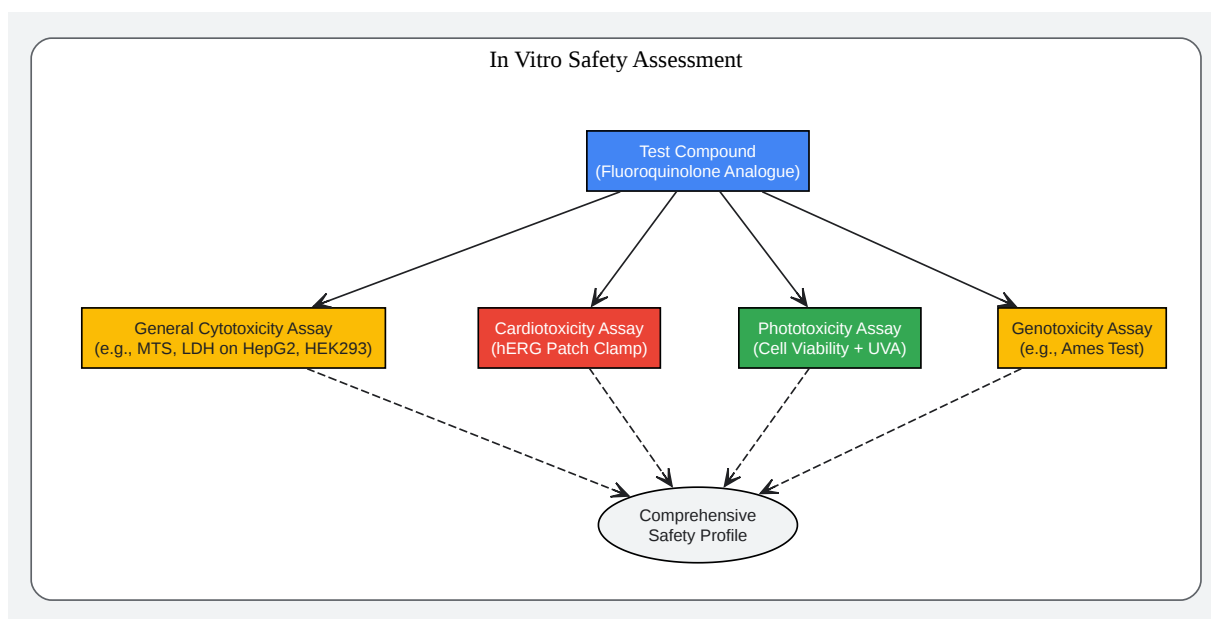 In Vitro Safety Assessment
Test Compound
(Fluoroquinolone Analogue)
General Cytotoxicity Assay
(e.g., MTS, LDH on HepG2, HEK293)
Cardiotoxicity Assay
(hERG Patch Clamp)
Phototoxicity Assay
(Cell Viability + UVA)
Genotoxicity Assay
(e.g., Ames Test)
Comprehensive
Safety Profile